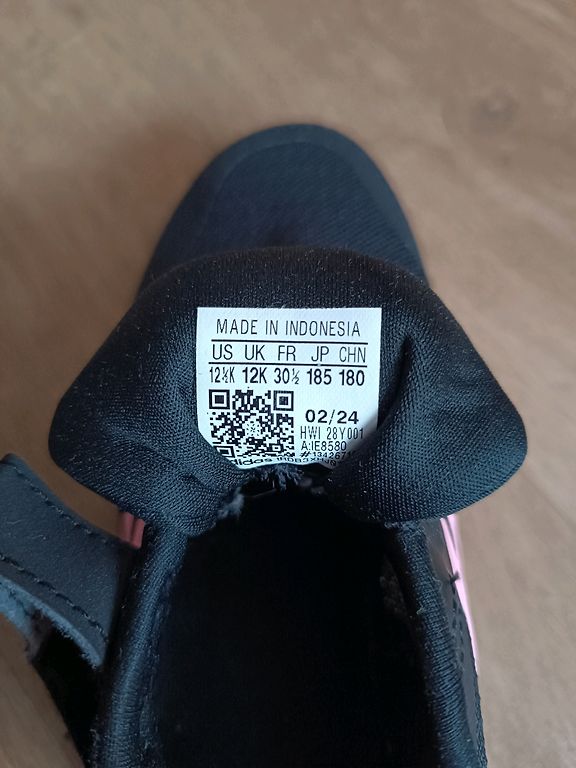 MADE IN INDONESIA
US UK FR JP CHN
12½K 12K 30½ 185 180
02/24
HWI 28Y001
A:IE8580
adidas